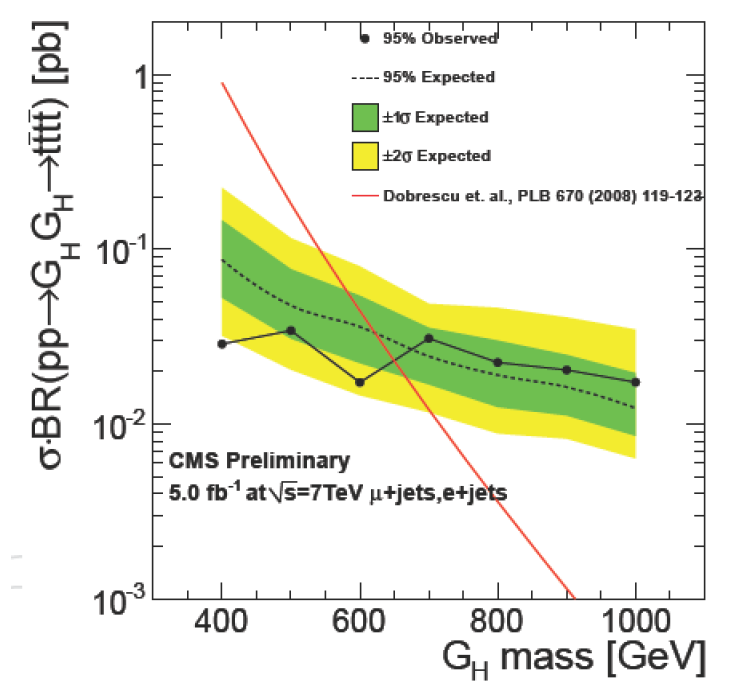 σ·BR(pp→G_H G_H→tt̄tt̄) [pb]
95% Observed
95% Expected
±1σ Expected
±2σ Expected
Dobrescu et. al., PLB 670 (2008) 119-123
1
10⁻¹
10⁻²
10⁻³
CMS Preliminary
5.0 fb⁻¹ at √s=7TeV μ+jets,e+jets
400 600 800 1000
G_H mass [GeV]